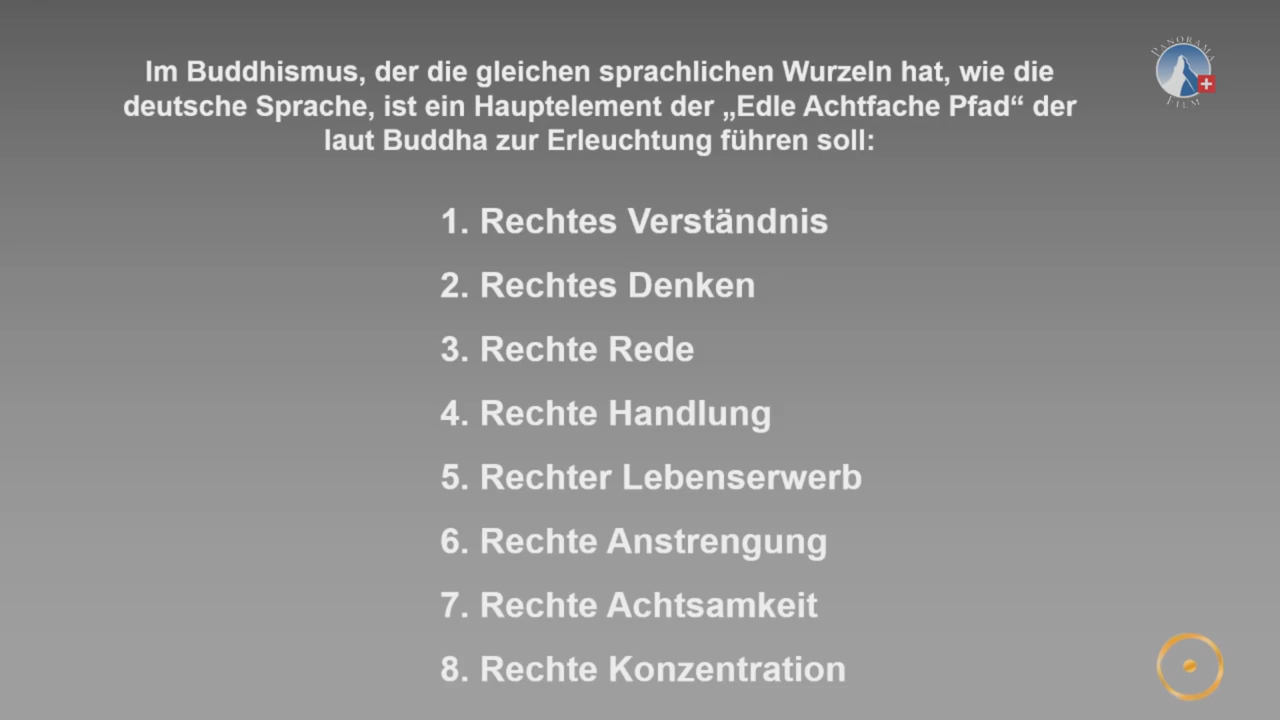 Im Buddhismus, der die gleichen sprachlichen Wurzeln hat, wie die
deutsche Sprache, ist ein Hauptelement der „Edle Achtfache Pfad“ der
laut Buddha zur Erleuchtung führen soll:
PANORAMA
FILM
1. Rechtes Verständnis
2. Rechtes Denken
3. Rechte Rede
4. Rechte Handlung
5. Rechter Lebenserwerb
6. Rechte Anstrengung
7. Rechte Achtsamkeit
8. Rechte Konzentration